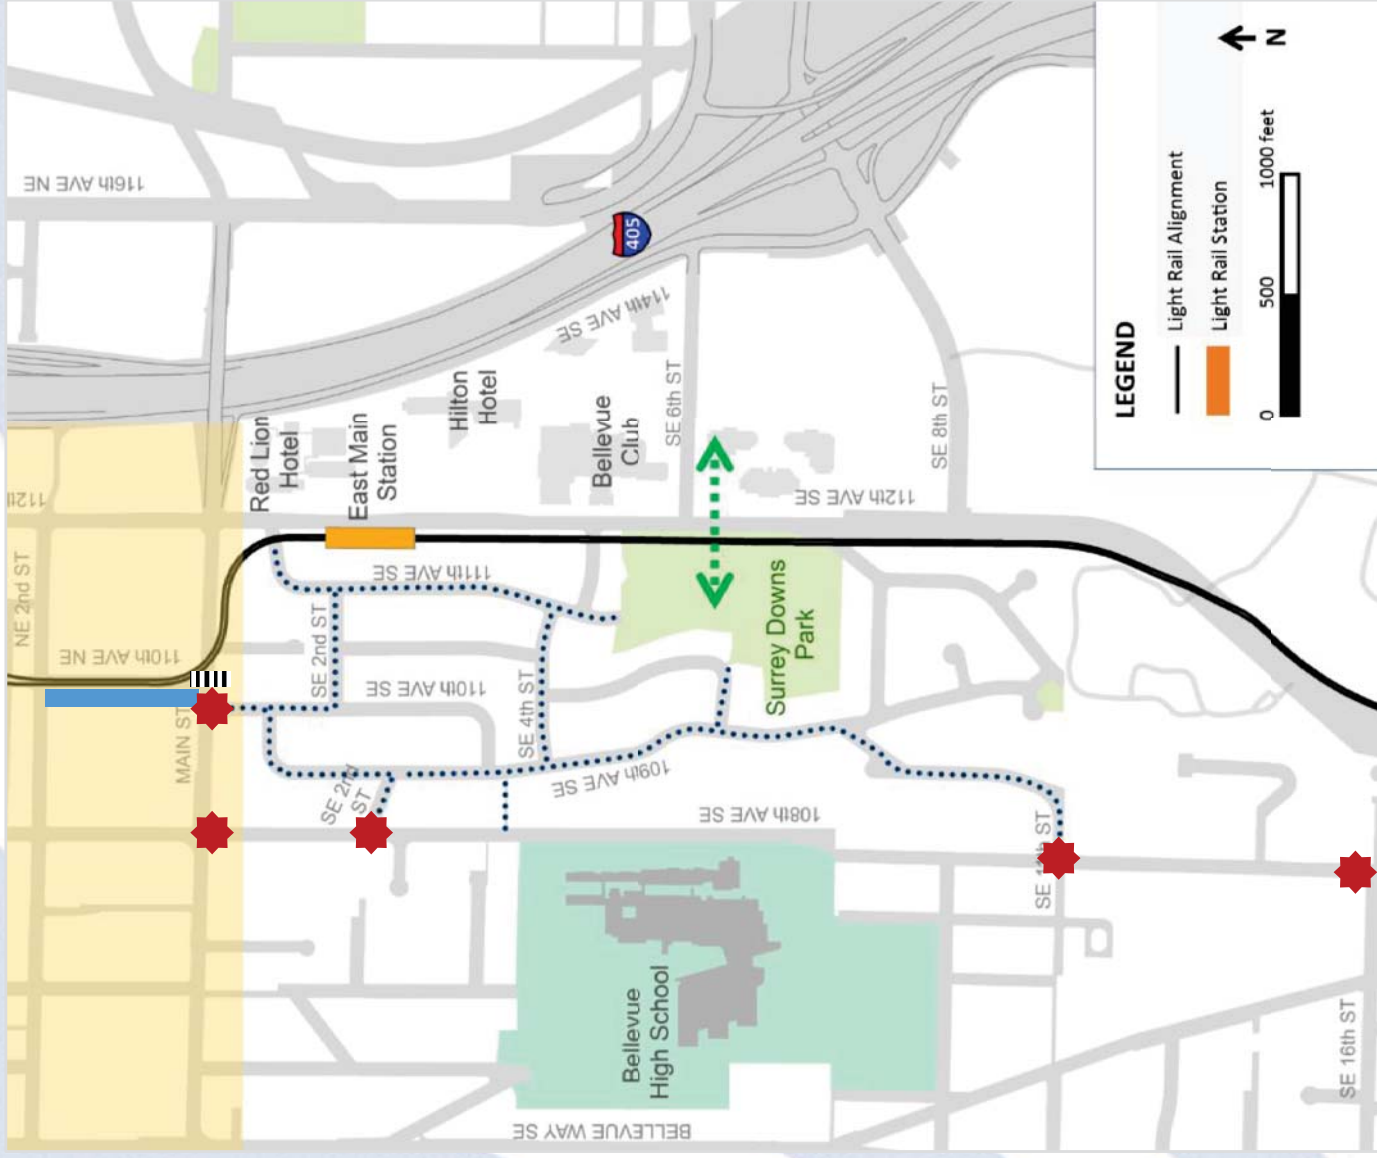 116th AVE NE
405
114th AVE SE
Hilton
Hotel
Red Lion
Hotel
East Main
Station
Bellevue
Club
SE 6th ST
SE 8th ST
112th AVE SE
NE 2nd ST
110th AVE NE
111th AVE SE
SE 2nd ST
110th AVE SE
SE 4th ST
Surrey Downs
Park
MAIN ST
SE 2nd
ST
109th AVE SE
108th AVE SE
SE 11th ST
Bellevue
High School
BELLEVUE WAY SE
SE 16th ST
LEGEND
Light Rail Alignment
Light Rail Station
N
0 500 1000 feet